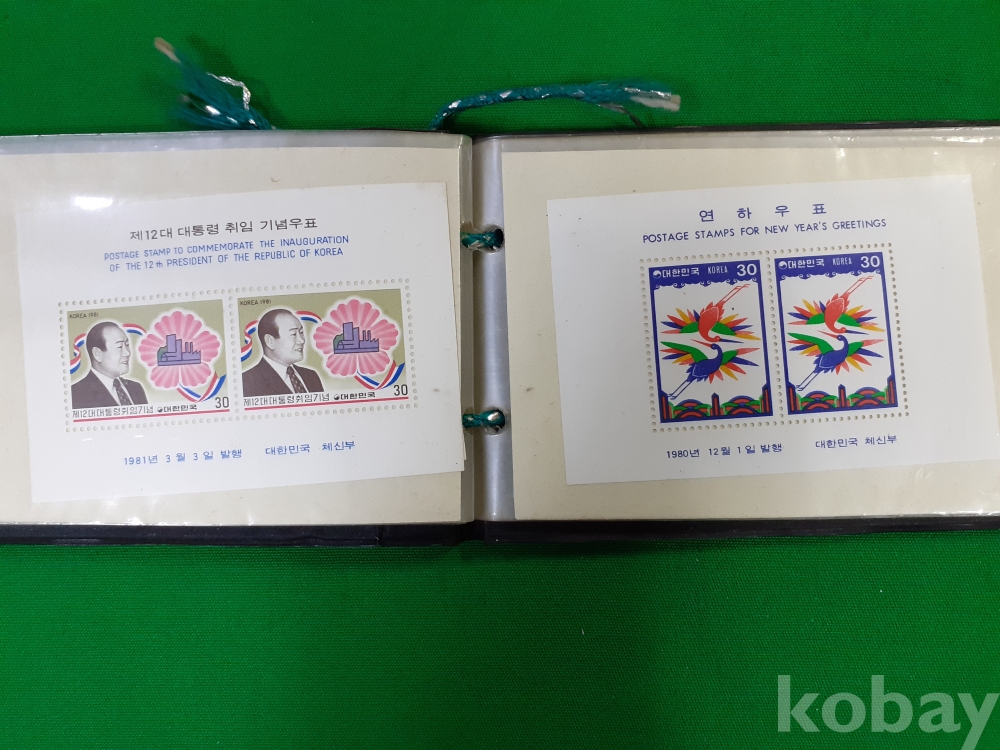 제12대 대통령 취임 기념우표
POSTAGE STAMP TO COMMEMORATE THE INAUGURATION
OF THE 12th PRESIDENT OF THE REPUBLIC OF KOREA
KOREA 1981
제12대대통령취임기념 대한민국 30
KOREA 1981
제12대대통령취임기념 대한민국 30
1981년 3월 3일 발행 대한민국 체신부
연하우표
POSTAGE STAMPS FOR NEW YEAR'S GREETINGS
대한민국 KOREA 30
대한민국 KOREA 30
1980년 12월 1일 발행 대한민국 체신부
kobay